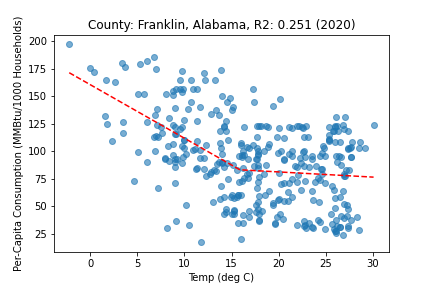 County: Franklin, Alabama, R2: 0.251 (2020)
Per-Capita Consumption (MMBtu/1000 Households)
200
175
150
125
100
75
50
25
0 5 10 15 20 25 30
Temp (deg C)